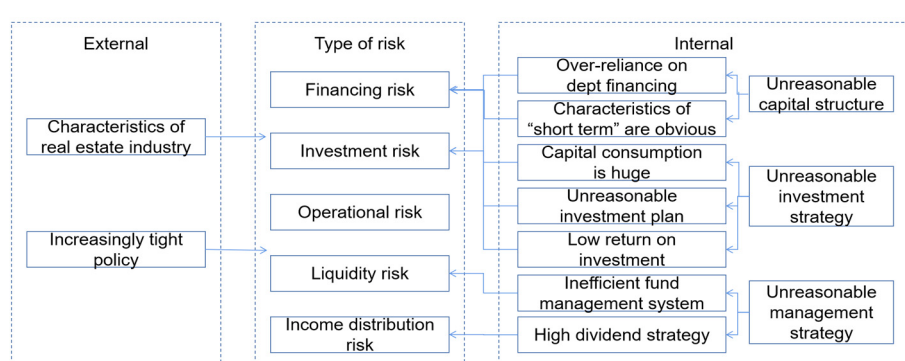 External
Type of risk
Internal
Characteristics of
real estate industry
Increasingly tight
policy
Financing risk
Investment risk
Operational risk
Liquidity risk
Income distribution
risk
Over-reliance on
dept financing
Characteristics of
“short term” are obvious
Capital consumption
is huge
Unreasonable
investment plan
Low return on
investment
Inefficient fund
management system
High dividend strategy
Unreasonable
capital structure
Unreasonable
investment
strategy
Unreasonable
management
strategy